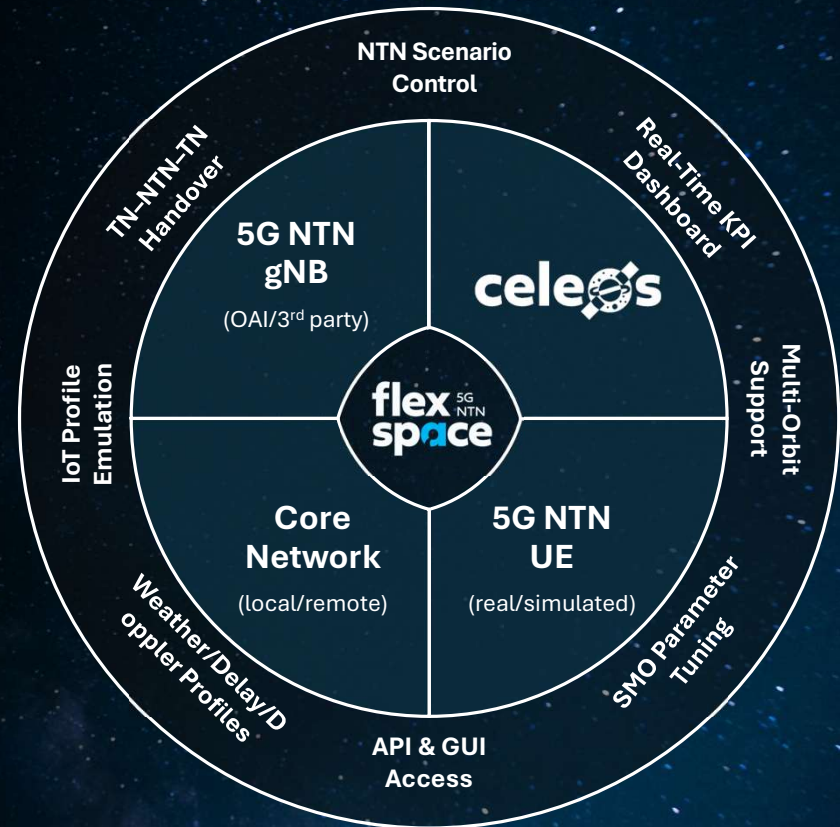 NTN Scenario
Control
Real-Time KPI
Dashboard
Multi-Orbit
Support
SMO Parameter
Tuning
API & GUI
Access
Weather/Delay/D
oppler Profiles
IoT Profile
Emulation
TN–NTN–TN
Handover
5G NTN
gNB
(OAI/3rd party)
celeos
flex 5G NTN
space
Core
Network
(local/remote)
5G NTN
UE
(real/simulated)